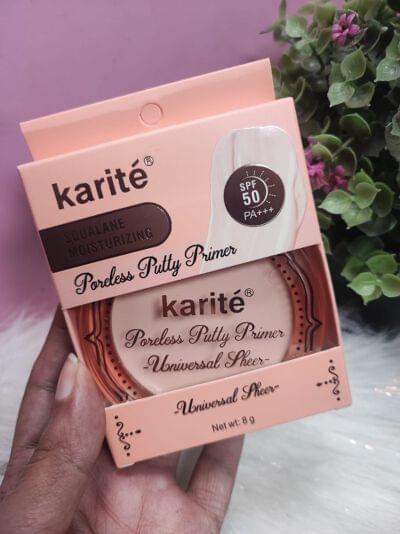 karité®
SPF
50
PA+++
SQUALANE
MOISTURIZING
Poreless Putty Primer
karité®
Poreless Putty Primer
-Universal Sheer-
-Universal Sheer-
Net wt: 8 g